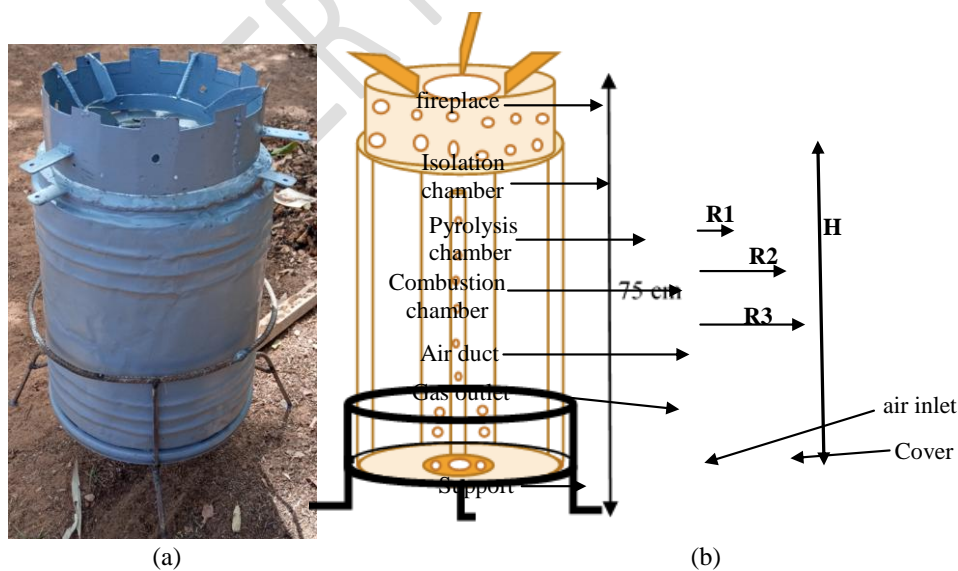 fireplace
Isolation
chamber
R1
Pyrolysis
chamber
H
R2
Combustion
chamber
75 cm
R3
Air duct
Gas outlet
air inlet
Cover
Support
(a)
(b)